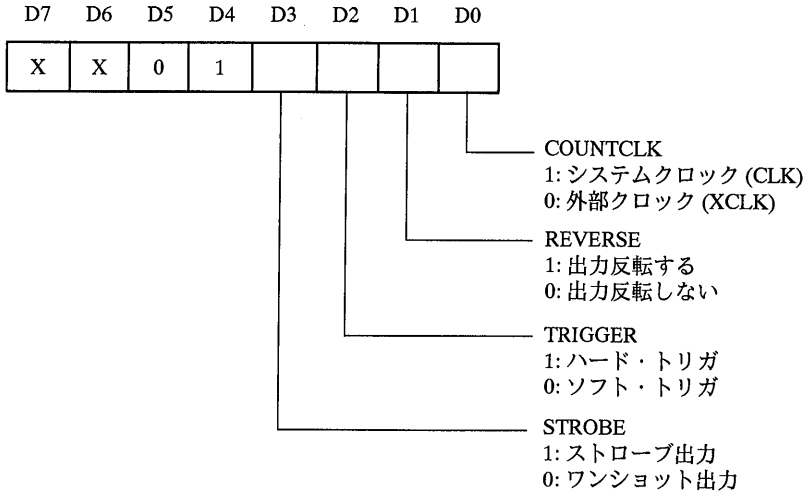 D7 D6 D5 D4 D3 D2 D1 D0
X X 0 1
COUNTCLK
1: システムクロック (CLK)
0: 外部クロック (XCLK)
REVERSE
1: 出力反転する
0: 出力反転しない
TRIGGER
1: ハード・トリガ
0: ソフト・トリガ
STROBE
1: ストローブ出力
0: ワンショット出力